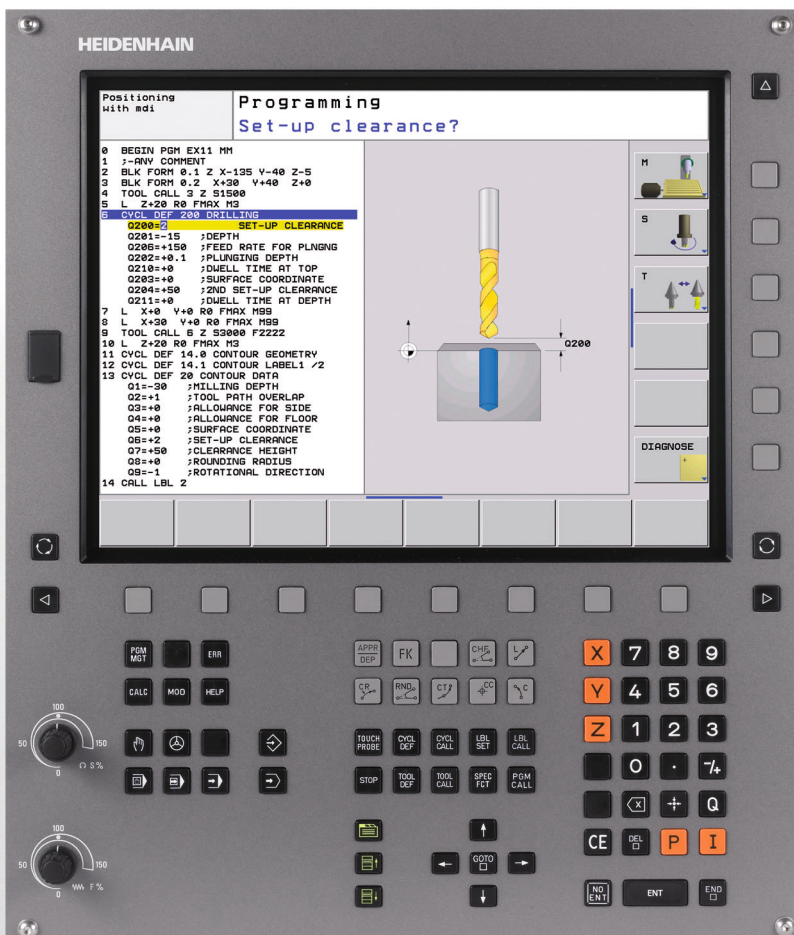 HEIDENHAIN
Positioning
with mdi
Programming
Set-up clearance?
0 BEGIN PGM EX11 MM
1 ;-ANY COMMENT
2 BLK FORM 0.1 Z X-135 Y-40 Z-5
3 BLK FORM 0.2 X+30 Y+40 Z+0
4 TOOL CALL 3 Z S1500
5 L Z+20 R0 FMAX M3
6 CYCL DEF 200 DRILLING
Q200=2 SET-UP CLEARANCE
Q201=-15 ;DEPTH
Q206=+150 ;FEED RATE FOR PLNGNG
Q202=+0.1 ;PLUNGING DEPTH
Q210=+0 ;DWELL TIME AT TOP
Q203=+0 ;SURFACE COORDINATE
Q204=+50 ;2ND SET-UP CLEARANCE
Q211=+0 ;DWELL TIME AT DEPTH
7 L X+0 Y+0 R0 FMAX M99
8 L X+30 Y+0 R0 FMAX M99
9 TOOL CALL 6 Z S3000 F2222
10 L Z+20 R0 FMAX M3
11 CYCL DEF 14.0 CONTOUR GEOMETRY
12 CYCL DEF 14.1 CONTOUR LABEL1 /2
13 CYCL DEF 20 CONTOUR DATA
Q1=-30 ;MILLING DEPTH
Q2=+1 ;TOOL PATH OVERLAP
Q3=+0 ;ALLOWANCE FOR SIDE
Q4=+0 ;ALLOWANCE FOR FLOOR
Q5=+0 ;SURFACE COORDINATE
Q6=+2 ;SET-UP CLEARANCE
Q7=+50 ;CLEARANCE HEIGHT
Q8=+0 ;ROUNDING RADIUS
Q9=-1 ;ROTATIONAL DIRECTION
14 CALL LBL 2
Q200
M
S
T
DIAGNOSE
PGM MGT
ERR
APPR DEP
FK
CHF
L
X
7
8
9
CALC
MOD
HELP
CR
RND
CT
CC
C
Y
4
5
6
100
50
150
0
S %
TOUCH PROBE
CYCL DEF
CYCL CALL
LBL SET
LBL CALL
Z
1
2
3
STOP
TOOL DEF
TOOL CALL
SPEC FCT
PGM CALL
0
.
-/+
X
Q
100
50
150
0
F %
GOTO
CE
DEL
P
I
NO ENT
ENT
END